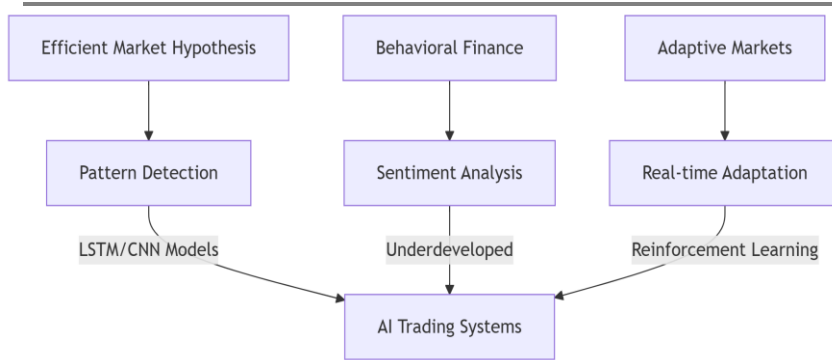 Efficient Market Hypothesis
Behavioral Finance
Adaptive Markets
Pattern Detection
Sentiment Analysis
Real-time Adaptation
LSTM/CNN Models
Underdeveloped
Reinforcement Learning
AI Trading Systems